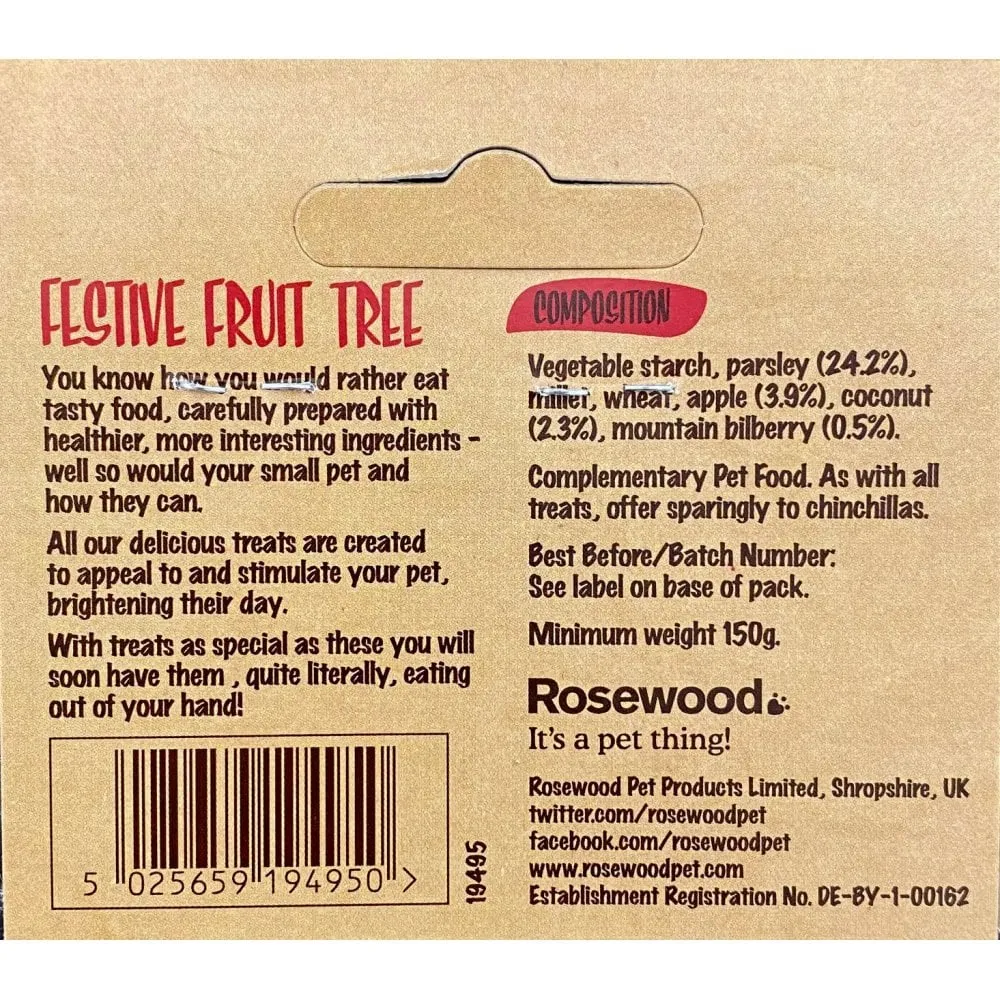 FESTIVE FRUIT TREE
You know how you would rather eat
tasty food, carefully prepared with
healthier, more interesting ingredients -
well so would your small pet and
how they can.
All our delicious treats are created
to appeal to and stimulate your pet,
brightening their day.
With treats as special as these you will
soon have them , quite literally, eating
out of your hand!
5 025659 194950 >
19495
COMPOSITION
Vegetable starch, parsley (24.2%),
millet, wheat, apple (3.9%), coconut
(2.3%), mountain bilberry (0.5%).
Complementary Pet Food. As with all
treats, offer sparingly to chinchillas.
Best Before/Batch Number:
See label on base of pack.
Minimum weight 150g.
Rosewood
It's a pet thing!
Rosewood Pet Products Limited, Shropshire, UK
twitter.com/rosewoodpet
facebook.com/rosewoodpet
www.rosewoodpet.com
Establishment Registration No. DE-BY-1-00162